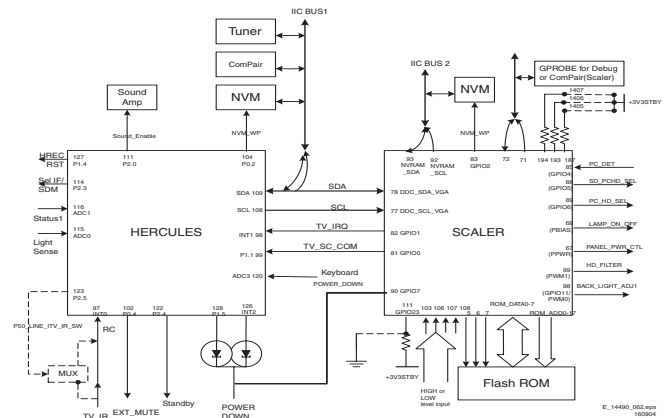 IIC BUS1
Tuner
ComPair
NVM
Sound
Amp
Sound_Enable
NVM_WP
IIC BUS 2
NVM
NVM_WP
GPROBE for Debug
or ComPair(Scaler)
1407
1406
1405
+3V3STBY
HREC
RST
127
P1.4
111
P2.0
104
P0.2
Sel IF/
SDM
114
P2.3
Status1
116
ADC1
Light
Sense
115
ADC0
HERCULES
SDA 109
SCL 108
INT1 98
P1.1 99
ADC3 120
SDA
SCL
TV_IRQ
TV_SC_COM
Keyboard
POWER_DOWN
93
NVRAM
_SDA
92
NVRAM
_SCL
83
GPIO2
72
71
194 193 187
78 DDC_SDA_VGA
77 DDC_SCL_VGA
82 GPIO1
81 GPIO0
90 GPIO7
SCALER
85
(GPIO4)
PC_DET
88
(GPIO5)
SD_PCHD_SEL
89
(GPIO6)
PC_HD_SEL
68
(PBIAS)
LAMP_ON_OFF
67
(PPWR)
PANEL_PWR_CTL
99
(PWM1)
HD_FILTER
98
(GPIO11/
PWM0)
BACK_LIGHT_ADJ1
123
P2.5
97
INT0
102
P0.4
122
P2.4
128
P1.5
126
INT2
P50_LINE_ITV_IR_SW
RC
MUX
TV_IR
EXT_MUTE
Standby
POWER
DOWN
111
GPIO23
103 106 107 108
5 6 7
ROM_DATA0-7
ROM_ADD0-17
+3V3STBY
HIGH or
LOW
level input
Flash ROM
E_14490_062.eps
160904